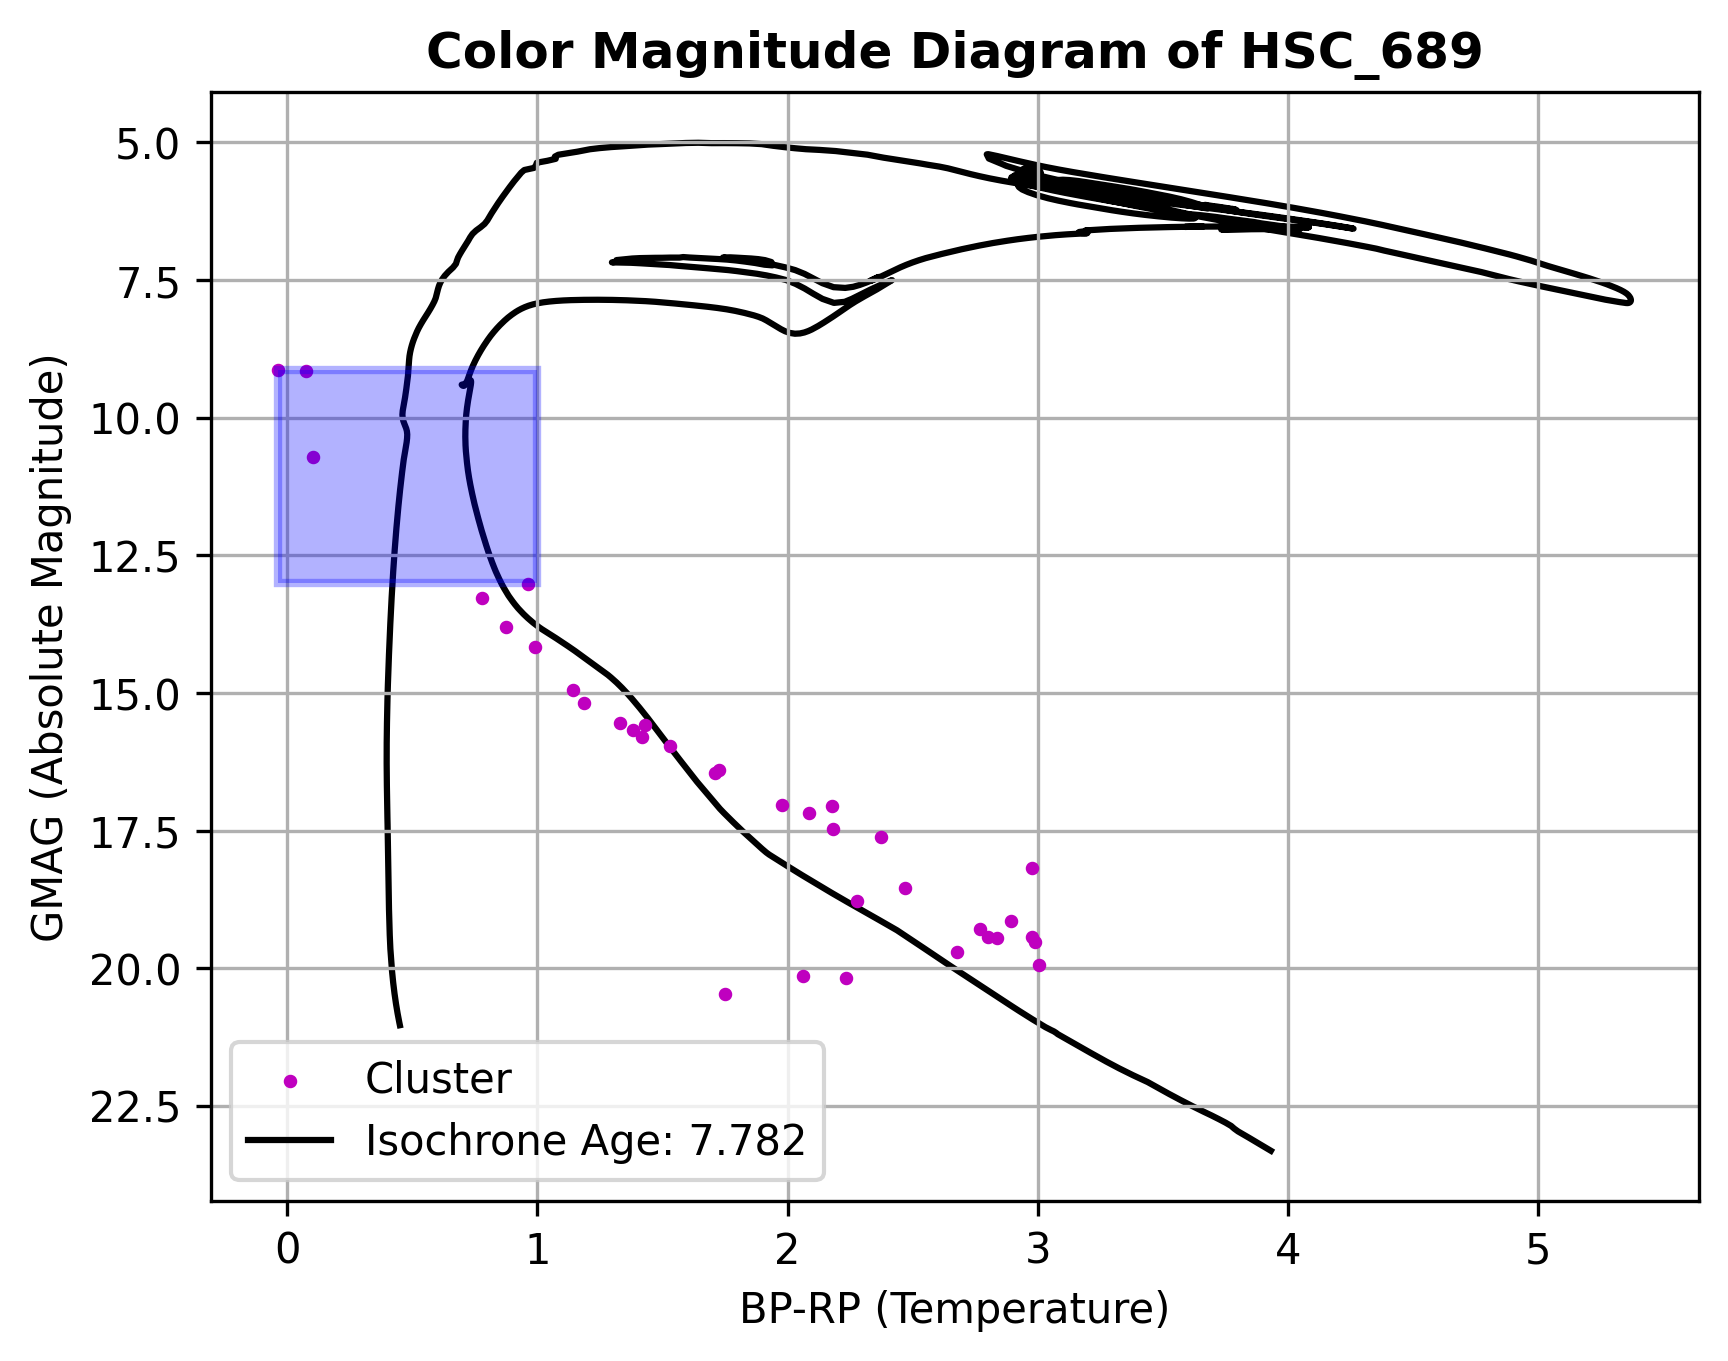 Color Magnitude Diagram of HSC_689
GMAG (Absolute Magnitude)
5.0
7.5
10.0
12.5
15.0
17.5
20.0
22.5
Cluster
Isochrone Age: 7.782
0 1 2 3 4 5
BP-RP (Temperature)